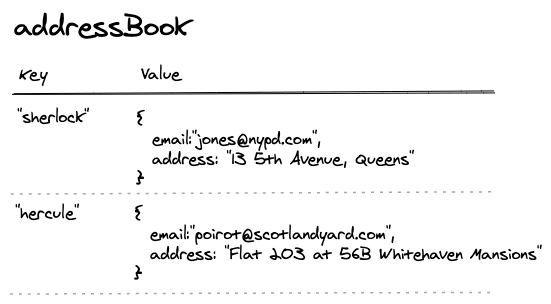 addressBook
Key Value
"sherlock" {
email:"jones@nypd.com",
address: "13 5th Avenue, Queens"
}
"hercule" {
email:"poirot@scotlandyard.com",
address: "Flat 203 at 56B Whitehaven Mansions"
}